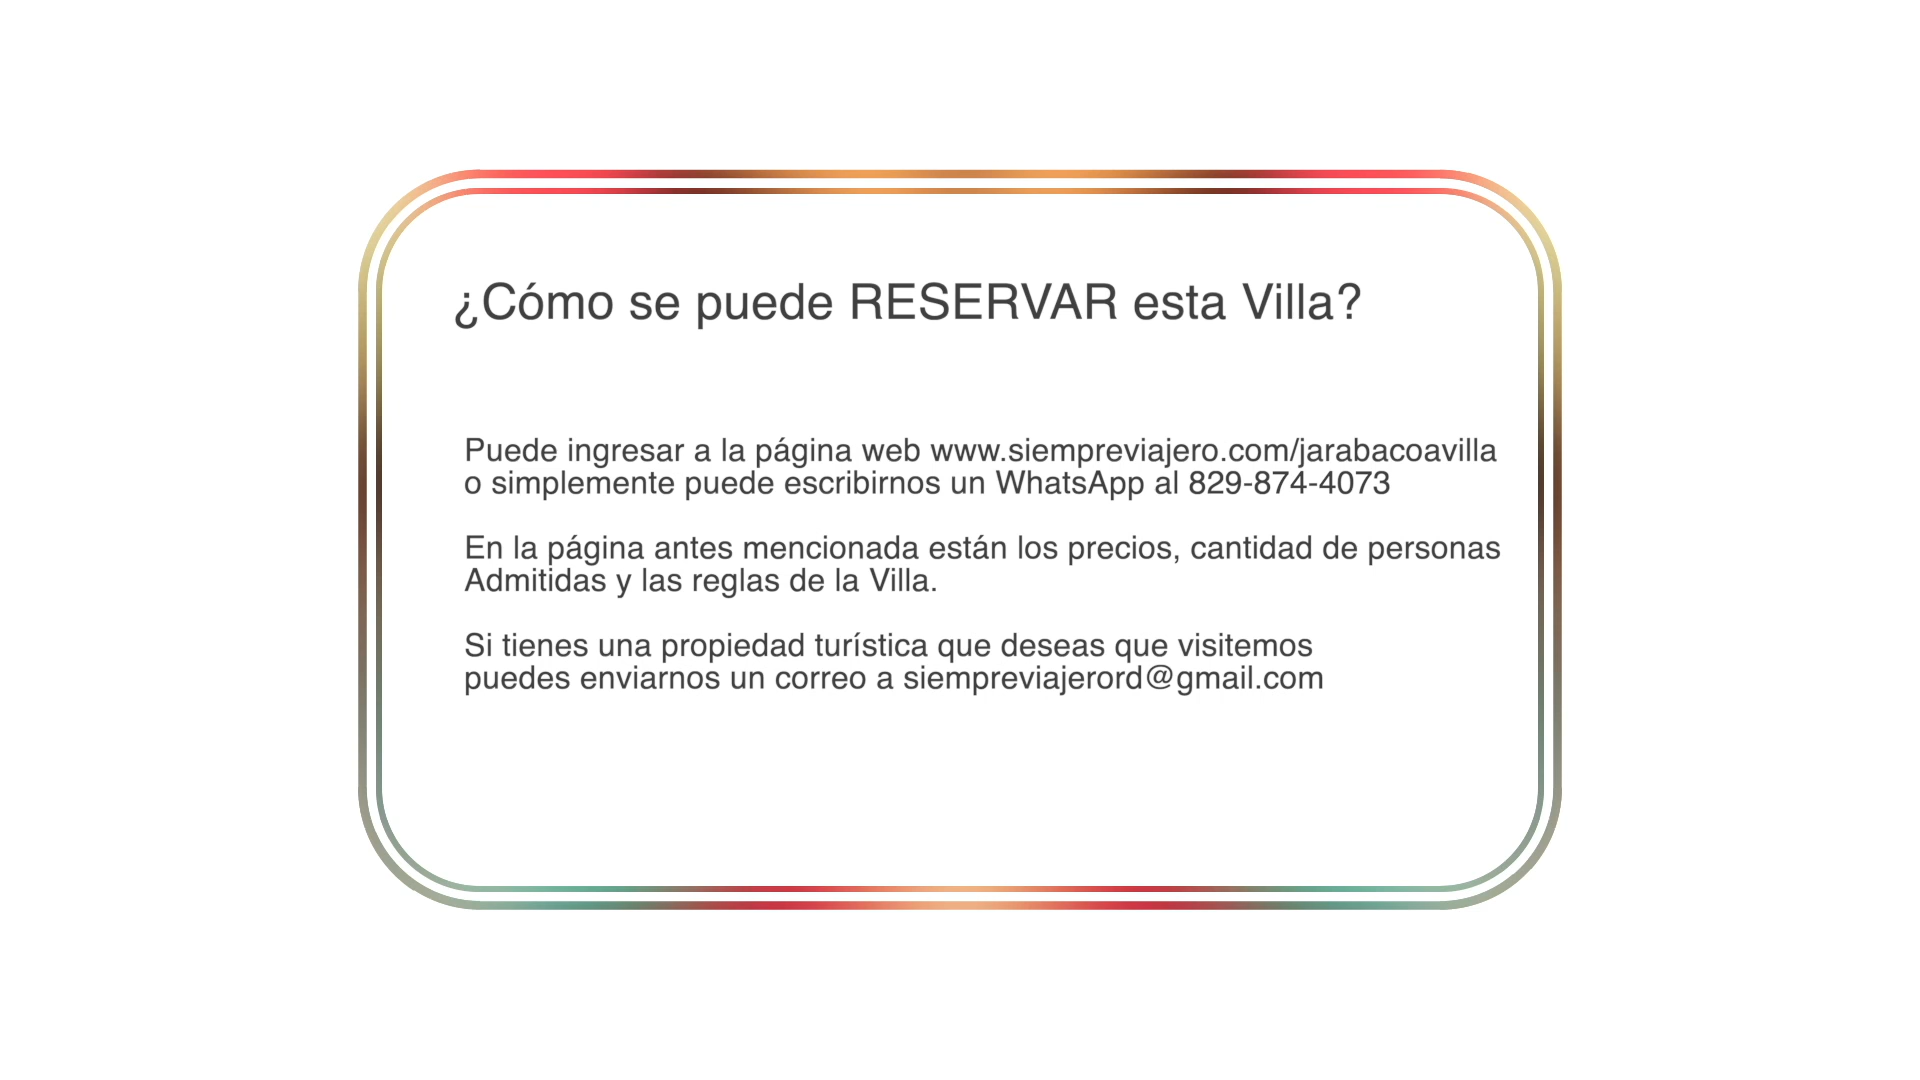 ¿Cómo se puede RESERVAR esta Villa?
Puede ingresar a la página web www.siempreviajero.com/jarabacoavilla
o simplemente puede escribirnos un WhatsApp al 829-874-4073
En la página antes mencionada están los precios, cantidad de personas
Admitidas y las reglas de la Villa.
Si tienes una propiedad turística que deseas que visitemos
puedes enviarnos un correo a siempreviajerord@gmail.com